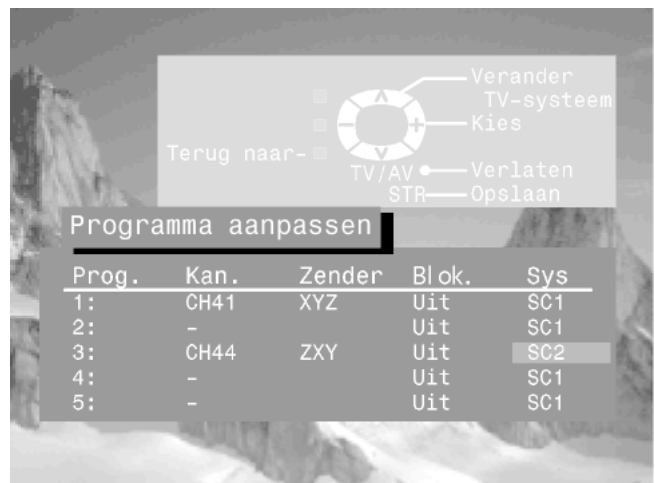 Verander
TV-systeem
Kies
Terug naar-
TV/AV Verlaten
STR Opslaan
Programma aanpassen
Prog. Kan. Zender Blok. Sys
1: CH41 XYZ Uit SC1
2: - Uit SC1
3: CH44 ZXY Uit SC2
4: - Uit SC1
5: - Uit SC1